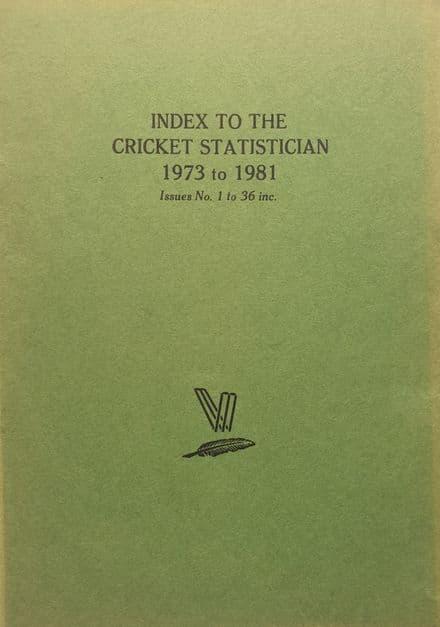 INDEX TO THE
CRICKET STATISTICIAN
1973 to 1981
Issues No. 1 to 36 inc.